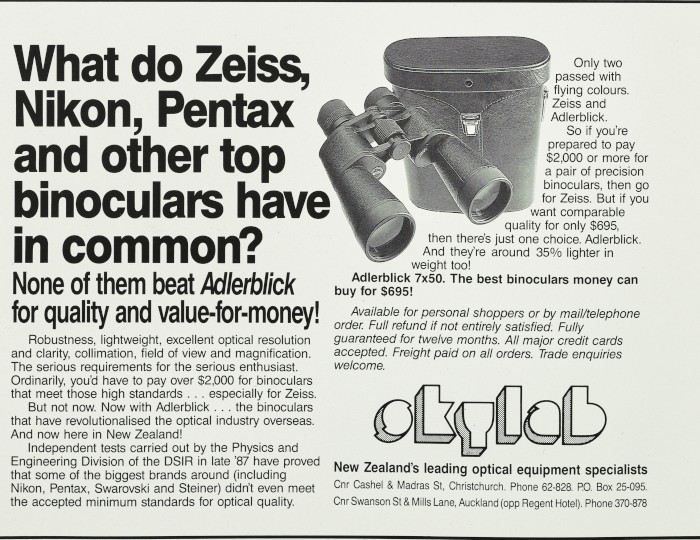 What do Zeiss,
Nikon, Pentax
and other top
binoculars have
in common?
None of them beat Adlerblick
for quality and value-for-money!
Robustness, lightweight, excellent optical resolution
and clarity, collimation, field of view and magnification.
The serious requirements for the serious enthusiast.
Ordinarily, you'd have to pay over $2,000 for binoculars
that meet those high standards . . . especially for Zeiss.
But not now. Now with Adlerblick . . . the binoculars
that have revolutionalised the optical industry overseas.
And now here in New Zealand!
Independent tests carried out by the Physics and
Engineering Division of the DSIR in late '87 have proved
that some of the biggest brands around (including
Nikon, Pentax, Swarovski and Steiner) didn't even meet
the accepted minimum standards for optical quality.
Only two
passed with
flying colours.
Zeiss and
Adlerblick.
So if you're
prepared to pay
$2,000 or more for
a pair of precision
binoculars, then go
for Zeiss. But if you
want comparable
quality for only $695,
then there's just one choice. Adlerblick.
And they're around 35% lighter in
weight too!
Adlerblick 7x50. The best binoculars money can
buy for $695!
Available for personal shoppers or by mail/telephone
order. Full refund if not entirely satisfied. Fully
guaranteed for twelve months. All major credit cards
accepted. Freight paid on all orders. Trade enquiries
welcome.
skylab
New Zealand's leading optical equipment specialists
Cnr Cashel & Madras St, Christchurch. Phone 62-828. P.O. Box 25-095.
Cnr Swanson St & Mills Lane, Auckland (opp Regent Hotel). Phone 370-878